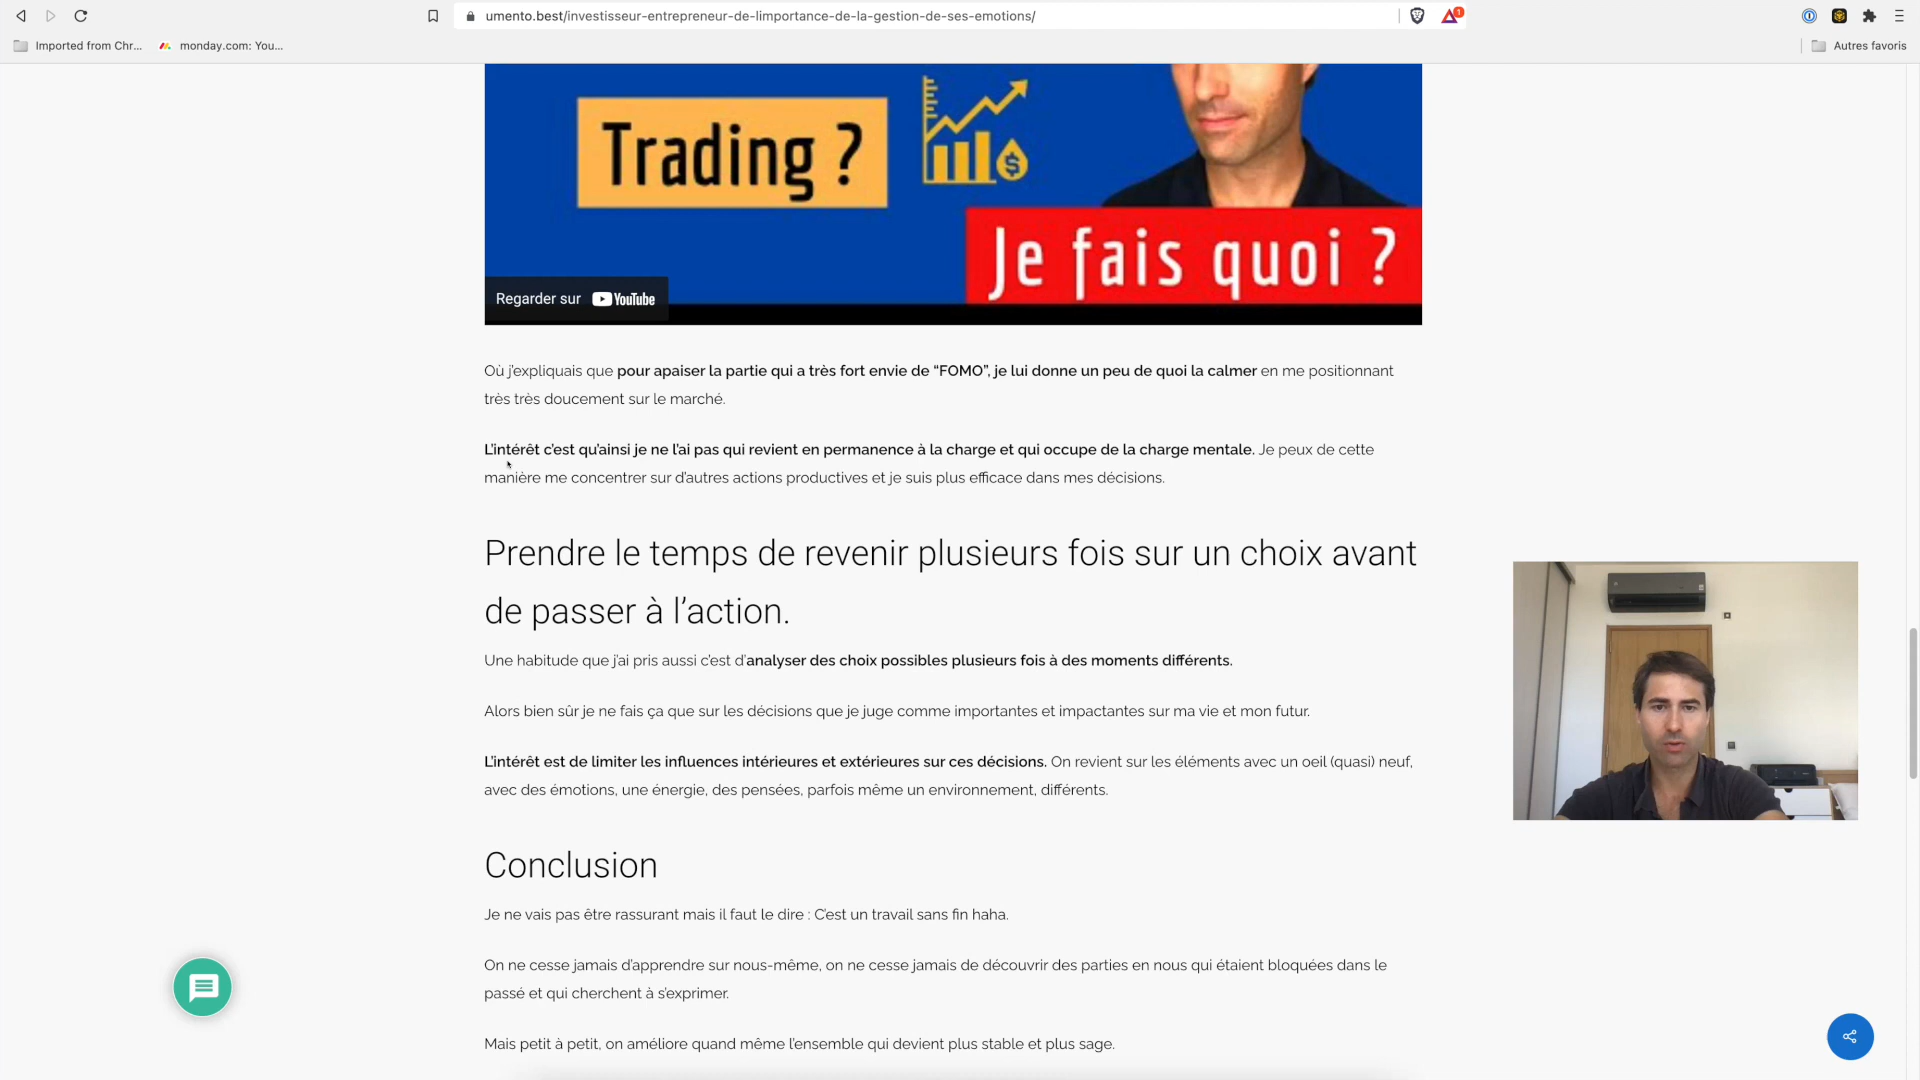 umento.best/investisseur-entrepreneur-de-limportance-de-la-gestion-de-ses-emotions/
1
Imported from Chr...
monday.com: You...
Autres favoris
Trading ?
Je fais quoi ?
Regarder sur YouTube
Où j’expliquais que pour apaiser la partie qui a très fort envie de “FOMO”, je lui donne un peu de quoi la calmer en me positionnant
très très doucement sur le marché.
L’intérêt c’est qu’ainsi je ne l’ai pas qui revient en permanence à la charge et qui occupe de la charge mentale. Je peux de cette
manière me concentrer sur d’autres actions productives et je suis plus efficace dans mes décisions.
Prendre le temps de revenir plusieurs fois sur un choix avant
de passer à l’action.
Une habitude que j’ai pris aussi c’est d’analyser des choix possibles plusieurs fois à des moments différents.
Alors bien sûr je ne fais ça que sur les décisions que je juge comme importantes et impactantes sur ma vie et mon futur.
L’intérêt est de limiter les influences intérieures et extérieures sur ces décisions. On revient sur les éléments avec un oeil (quasi) neuf,
avec des émotions, une énergie, des pensées, parfois même un environnement, différents.
Conclusion
Je ne vais pas être rassurant mais il faut le dire : C’est un travail sans fin haha.
On ne cesse jamais d’apprendre sur nous-même, on ne cesse jamais de découvrir des parties en nous qui étaient bloquées dans le
passé et qui cherchent à s’exprimer.
Mais petit à petit, on améliore quand même l’ensemble qui devient plus stable et plus sage.